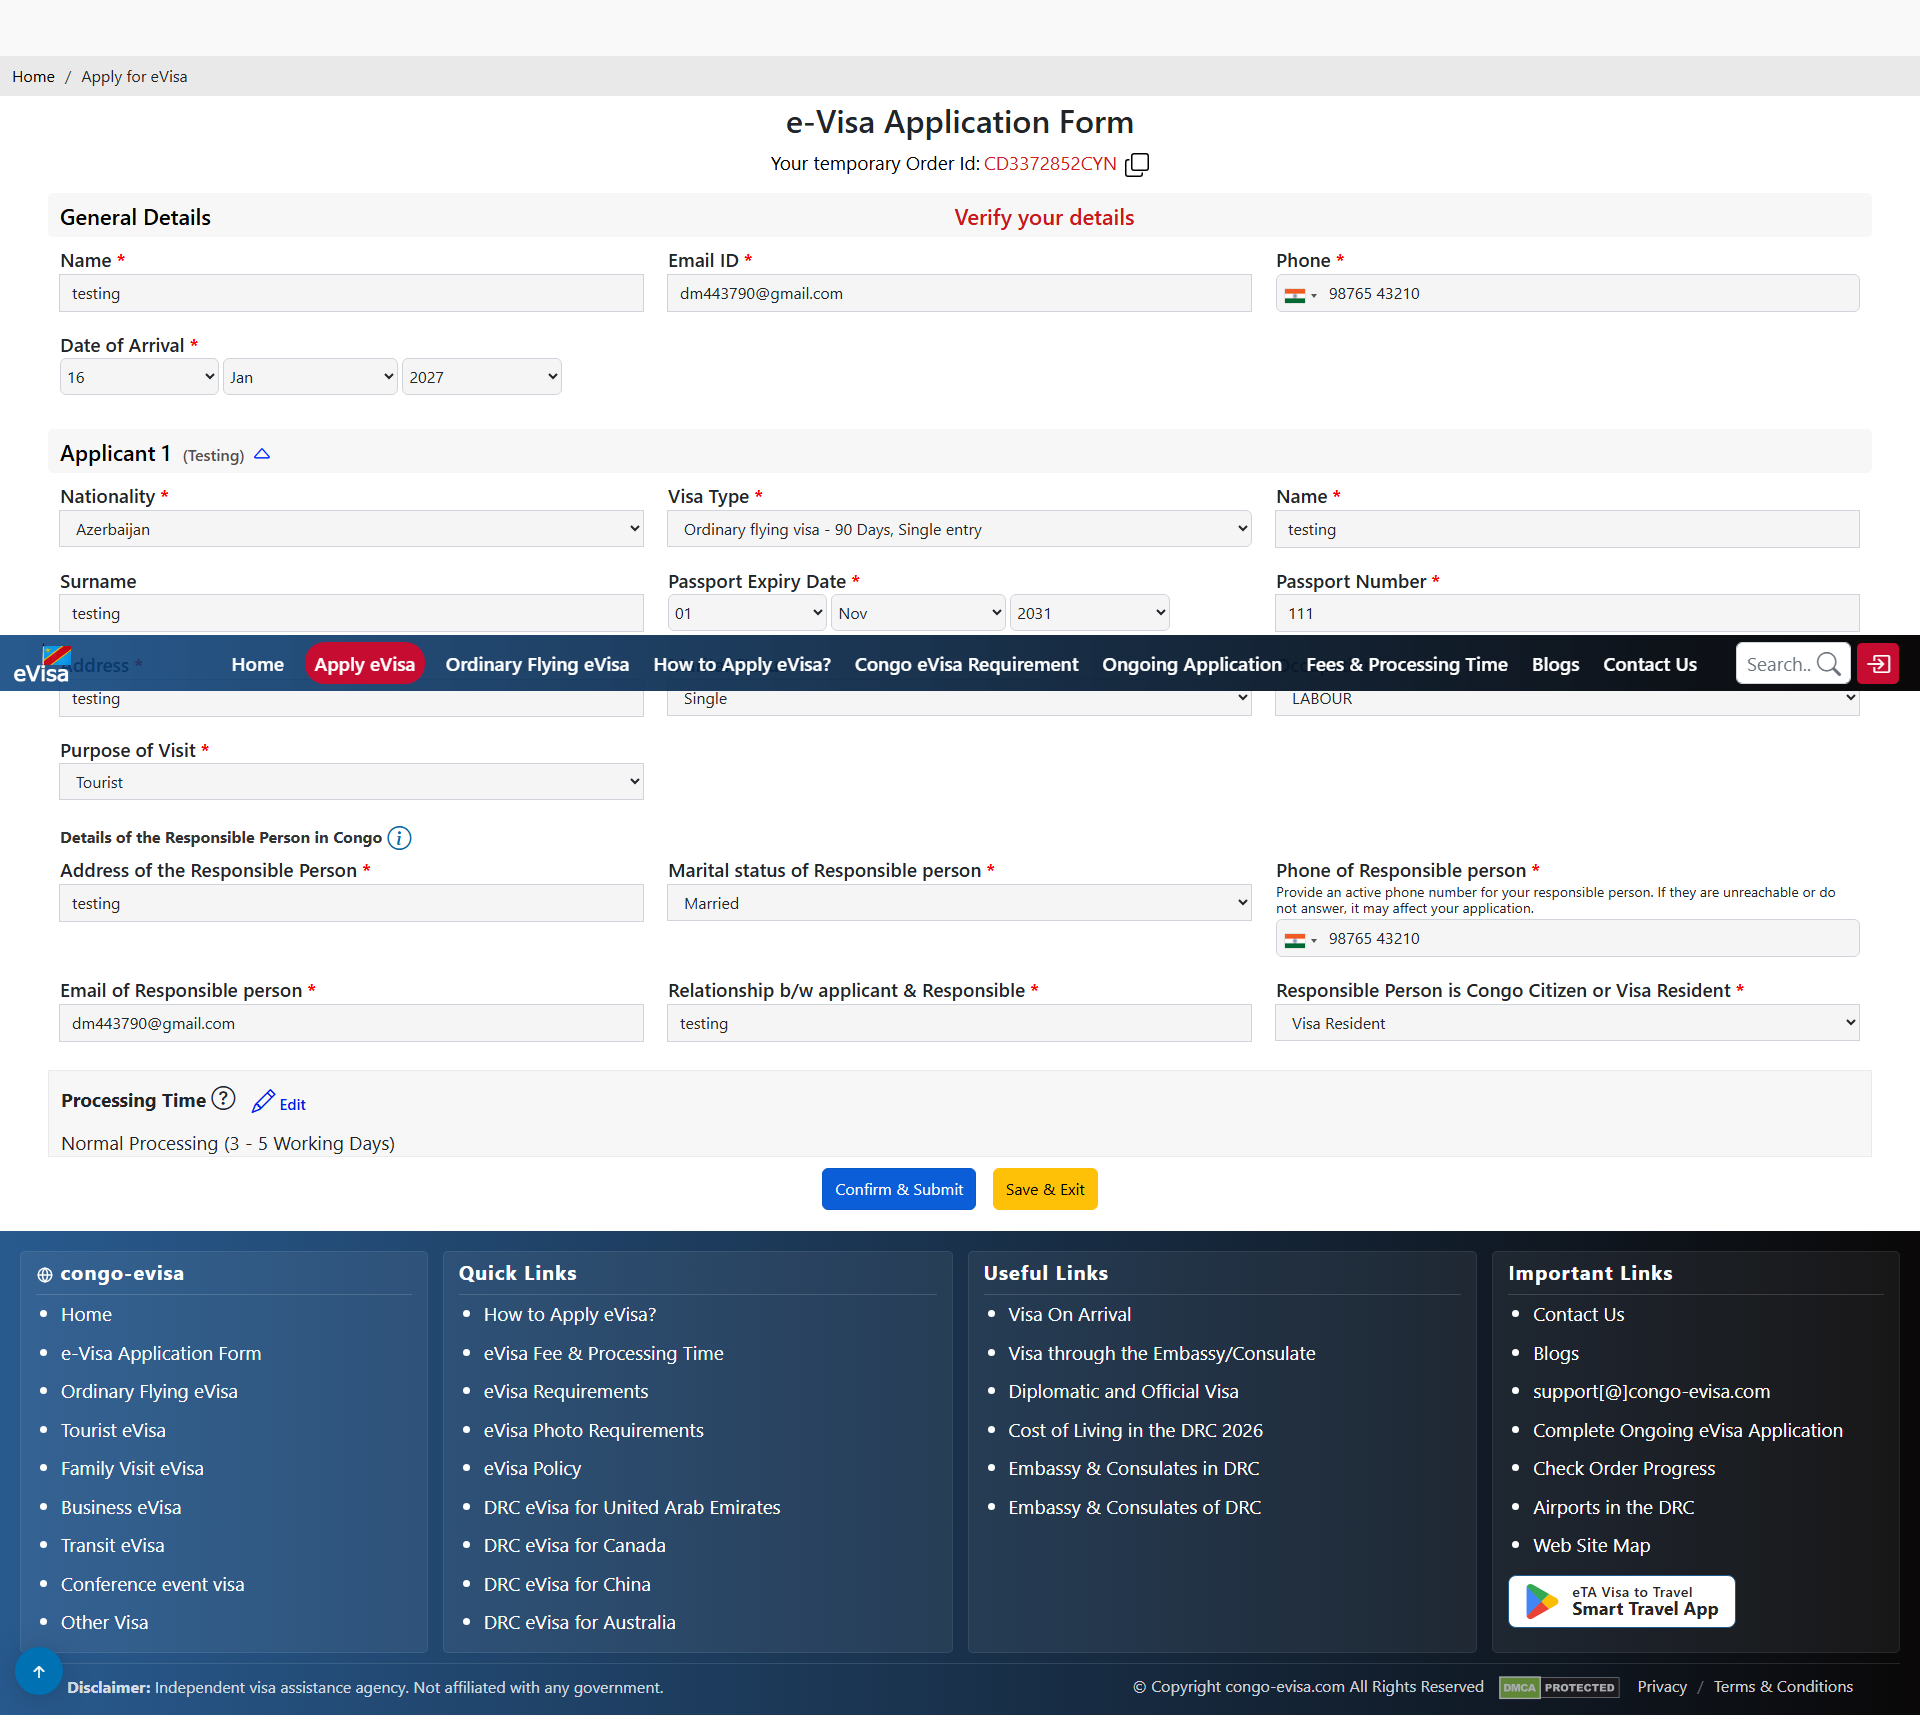 Home / Apply for eVisa
e-Visa Application Form
Your temporary Order Id: CD3372852CYN
General Details
Verify your details
Name *
Email ID *
Phone *
testing
dm443790@gmail.com
98765 43210
Date of Arrival *
16
Jan
2027
Applicant 1 (Testing)
Nationality *
Visa Type *
Name *
Azerbaijan
Ordinary flying visa - 90 Days, Single entry
testing
Surname
Passport Expiry Date *
Passport Number *
testing
01
Nov
2031
111
eVisa
Address *
Home
Apply eVisa
Ordinary Flying eVisa
How to Apply eVisa?
Congo eVisa Requirement
Ongoing Application
Fees & Processing Time
Blogs
Contact Us
Search..
testing
Single
LABOUR
Purpose of Visit *
Tourist
Details of the Responsible Person in Congo
Address of the Responsible Person *
Marital status of Responsible person *
Phone of Responsible person *
Provide an active phone number for your responsible person. If they are unreachable or do
not answer, it may affect your application.
testing
Married
98765 43210
Email of Responsible person *
Relationship b/w applicant & Responsible *
Responsible Person is Congo Citizen or Visa Resident *
dm443790@gmail.com
testing
Visa Resident
Processing Time ? Edit
Normal Processing (3 - 5 Working Days)
Confirm & Submit
Save & Exit
congo-evisa
Home
e-Visa Application Form
Ordinary Flying eVisa
Tourist eVisa
Family Visit eVisa
Business eVisa
Transit eVisa
Conference event visa
Other Visa
Quick Links
How to Apply eVisa?
eVisa Fee & Processing Time
eVisa Requirements
eVisa Photo Requirements
eVisa Policy
DRC eVisa for United Arab Emirates
DRC eVisa for Canada
DRC eVisa for China
DRC eVisa for Australia
Useful Links
Visa On Arrival
Visa through the Embassy/Consulate
Diplomatic and Official Visa
Cost of Living in the DRC 2026
Embassy & Consulates in DRC
Embassy & Consulates of DRC
Important Links
Contact Us
Blogs
support[@]congo-evisa.com
Complete Ongoing eVisa Application
Check Order Progress
Airports in the DRC
Web Site Map
eTA Visa to Travel
Smart Travel App
Disclaimer: Independent visa assistance agency. Not affiliated with any government.
© Copyright congo-evisa.com All Rights Reserved
DMCA PROTECTED
Privacy / Terms & Conditions